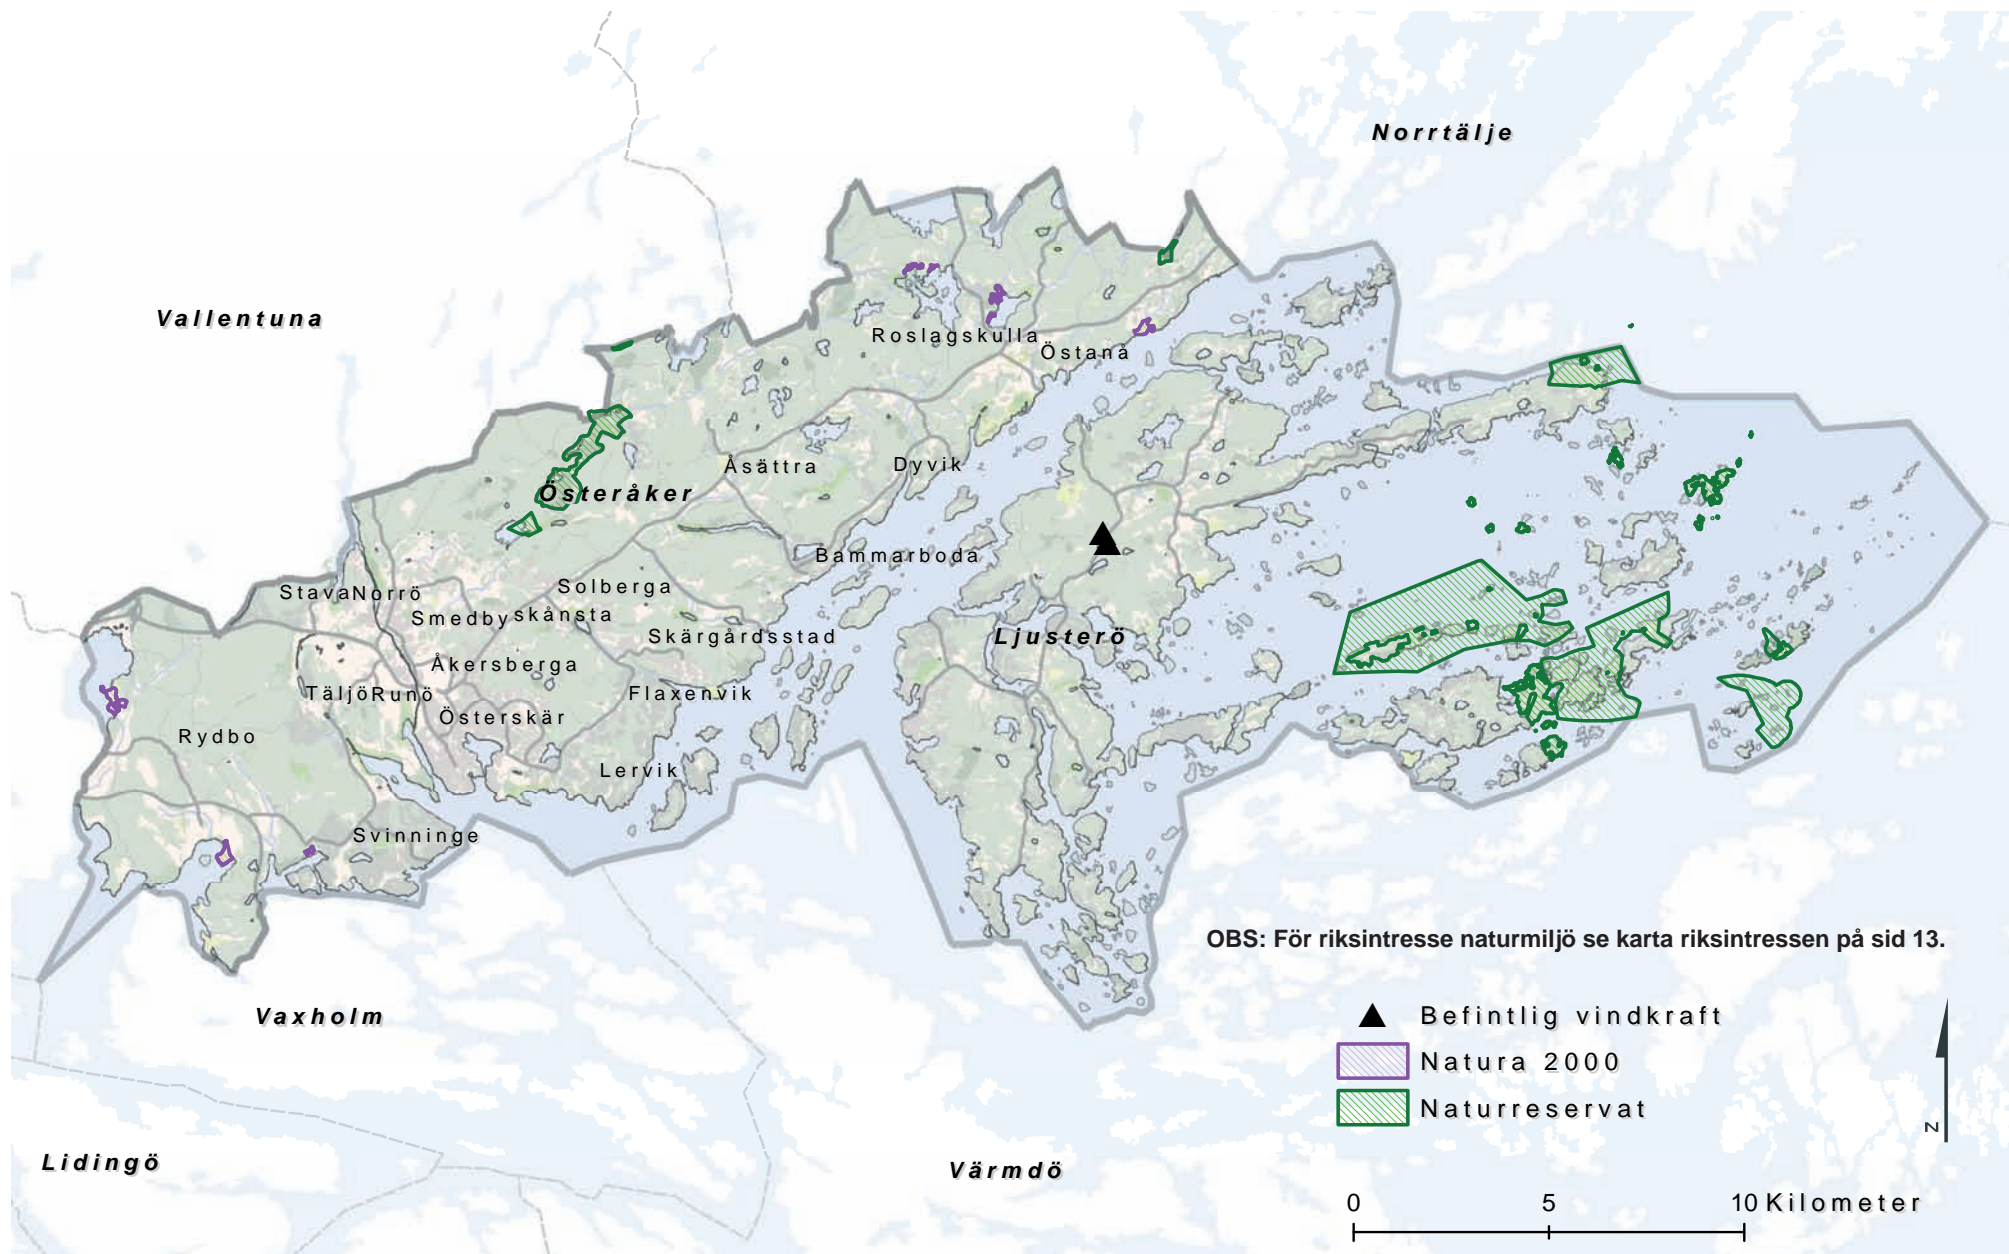 Norrtälje
Vallentuna
Roslagskulla
Östanå
Åsättra
Dyvik
Österåker
Bammarboda
Stava
Norrö
Solberga
Smedby
skånsta
Skärgårdsstad
Ljusterö
Åkersberga
Täljö
Runö
Flaxenvik
Österskär
Rydbo
Lervik
Svinninge
OBS: För riksintresse naturmiljö se karta riksintressen på sid 13.
Vaxholm
Befintlig vindkraft
Natura 2000
Naturreservat
N
Lidingö
Värmdö
0 5 10 Kilometer